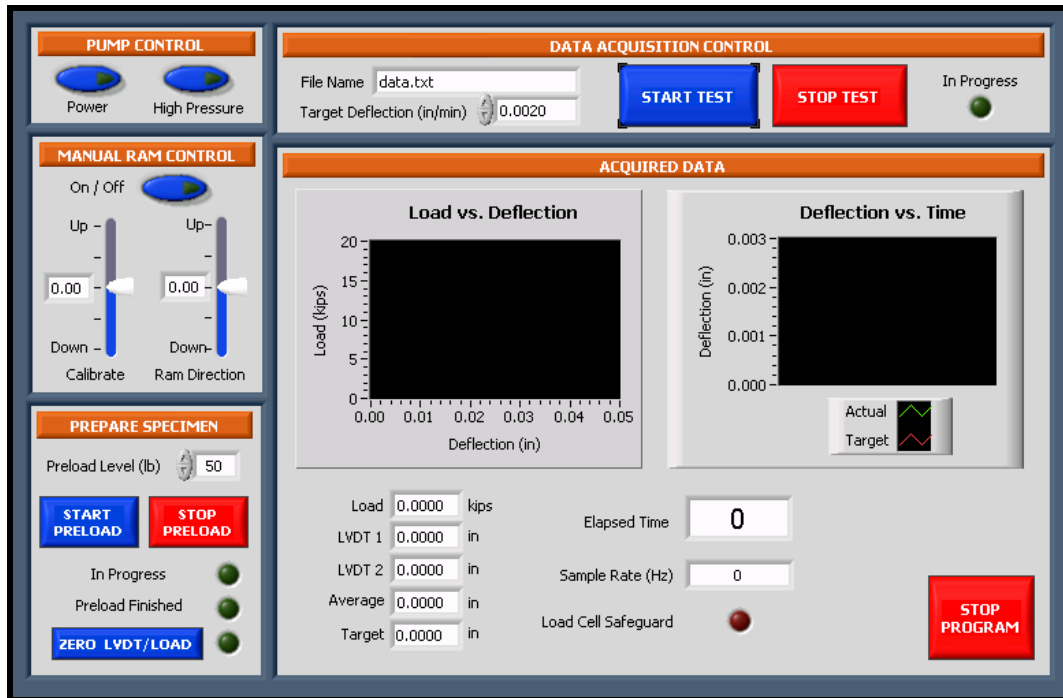 PUMP CONTROL
Power
High Pressure
MANUAL RAM CONTROL
On / Off
Up
Up
0.00
0.00
Down
Down
Calibrate
Ram Direction
PREPARE SPECIMEN
Preload Level (lb)
50
START
PRELOAD
STOP
PRELOAD
In Progress
Preload Finished
ZERO LVDT/LOAD
DATA ACQUISITION CONTROL
File Name
data.txt
Target Deflection (in/min)
0.0020
START TEST
STOP TEST
In Progress
ACQUIRED DATA
Load vs. Deflection
20
15
10
5
0
Load (kips)
0.00 0.01 0.02 0.03 0.04 0.05
Deflection (in)
Deflection vs. Time
0.003
0.002
0.001
0.000
Deflection (in)
Actual
Target
Load 0.0000 kips
LVDT 1 0.0000 in
LVDT 2 0.0000 in
Average 0.0000 in
Target 0.0000 in
Elapsed Time 0
Sample Rate (Hz) 0
Load Cell Safeguard
STOP
PROGRAM